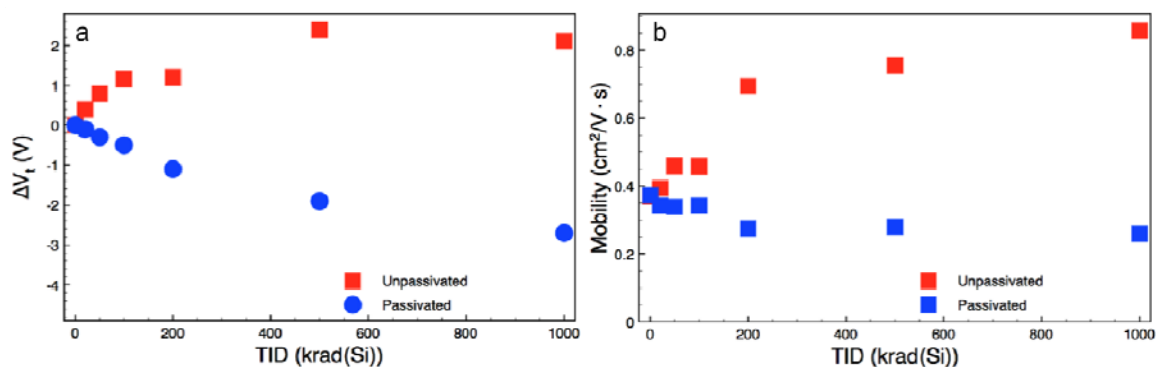 a
2
1
0
-1
-2
-3
-4
ΔVt (V)
Unpassivated
Passivated
0 200 400 600 800 1000
TID (krad(Si))
b
0.8
0.6
0.4
0.2
0
Mobility (cm²/V · s)
Unpassivated
Passivated
0 200 400 600 800 1000
TID (krad(Si))